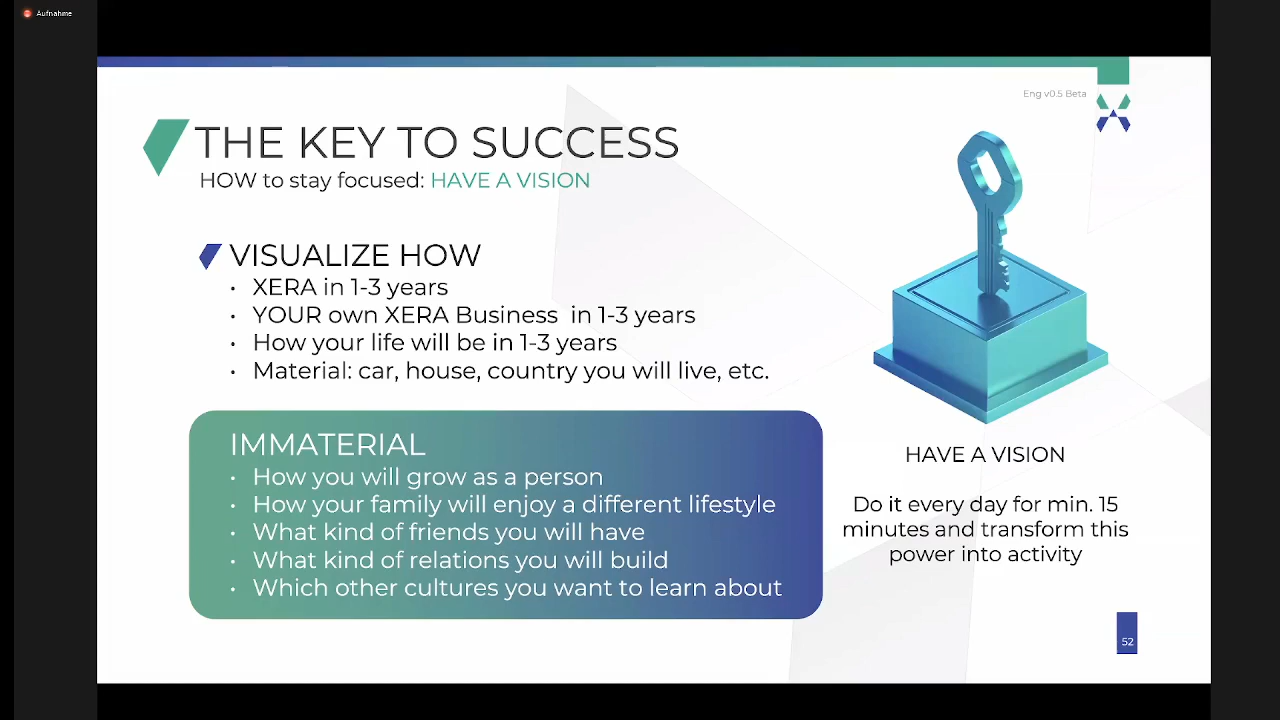 Aufnahme
Eng v0.5 Beta
THE KEY TO SUCCESS
HOW to stay focused: HAVE A VISION
VISUALIZE HOW
• XERA in 1-3 years
• YOUR own XERA Business in 1-3 years
• How your life will be in 1-3 years
• Material: car, house, country you will live, etc.
IMMATERIAL
• How you will grow as a person
• How your family will enjoy a different lifestyle
• What kind of friends you will have
• What kind of relations you will build
• Which other cultures you want to learn about
HAVE A VISION
Do it every day for min. 15
minutes and transform this
power into activity
52